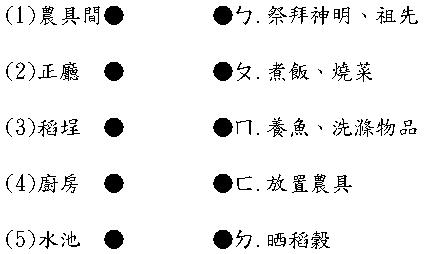 (1)農具間●　●ㄅ.祭拜神明、祖先
(2)正廳●　●ㄆ.煮飯、燒菜
(3)稻埕●　●ㄇ.養魚、洗滌物品
(4)廚房●　●ㄈ.放置農具
(5)水池●　●ㄉ.晒稻穀